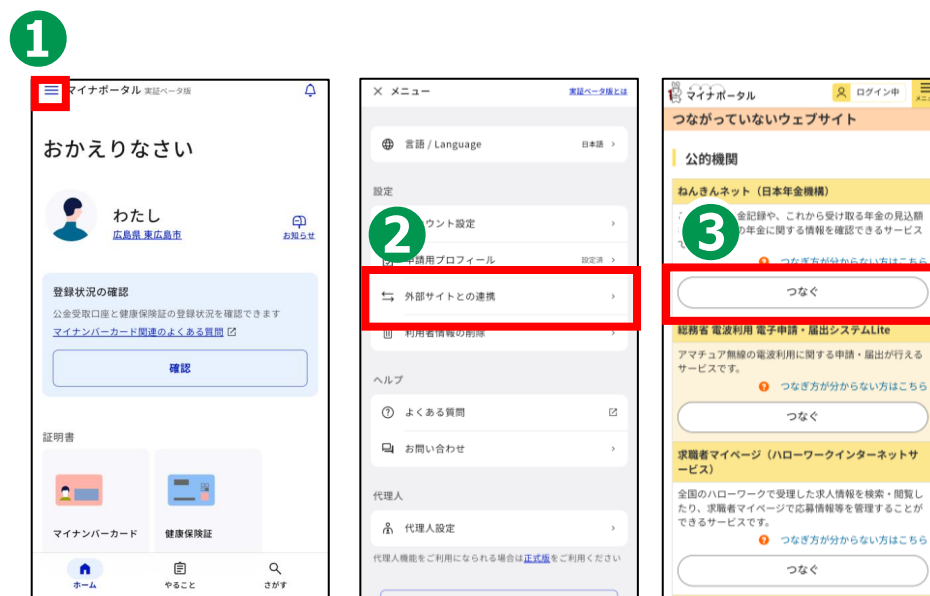 1
マイナポータル 実証ベータ版
おかえりなさい
わたし
広島県 東広島市
お知らせ
登録状況の確認
公金受取口座と健康保険証の登録状況を確認できます
マイナンバーカード関連のよくある質問
確認
証明書
マイナンバーカード
健康保険証
ホーム
やること
さがす
2
× メニュー
実証ベータ版とは
言語 / Language
日本語
設定
ウント設定
申請用プロフィール
設定済
外部サイトとの連携
利用者情報の削除
ヘルプ
よくある質問
お問い合わせ
代理人
代理人設定
代理人機能をご利用になられる場合は正式版をご利用ください
3
マイナポータル
ログイン中
つながっていないウェブサイト
公的機関
ねんきんネット（日本年金機構）
金記録や、これから受け取る年金の見込額
の年金に関する情報を確認できるサービス
つなぎ方が分からない方はこちら
つなぐ
総務省 電波利用 電子申請・届出システムLite
アマチュア無線の電波利用に関する申請・届出が行える
サービスです。
つなぎ方が分からない方はこちら
つなぐ
求職者マイページ（ハローワークインターネットサ
ービス）
全国のハローワークで受理した求人情報を検索・閲覧し
たり、求職者マイページで応募情報等を管理することが
できるサービスです。
つなぎ方が分からない方はこちら
つなぐ